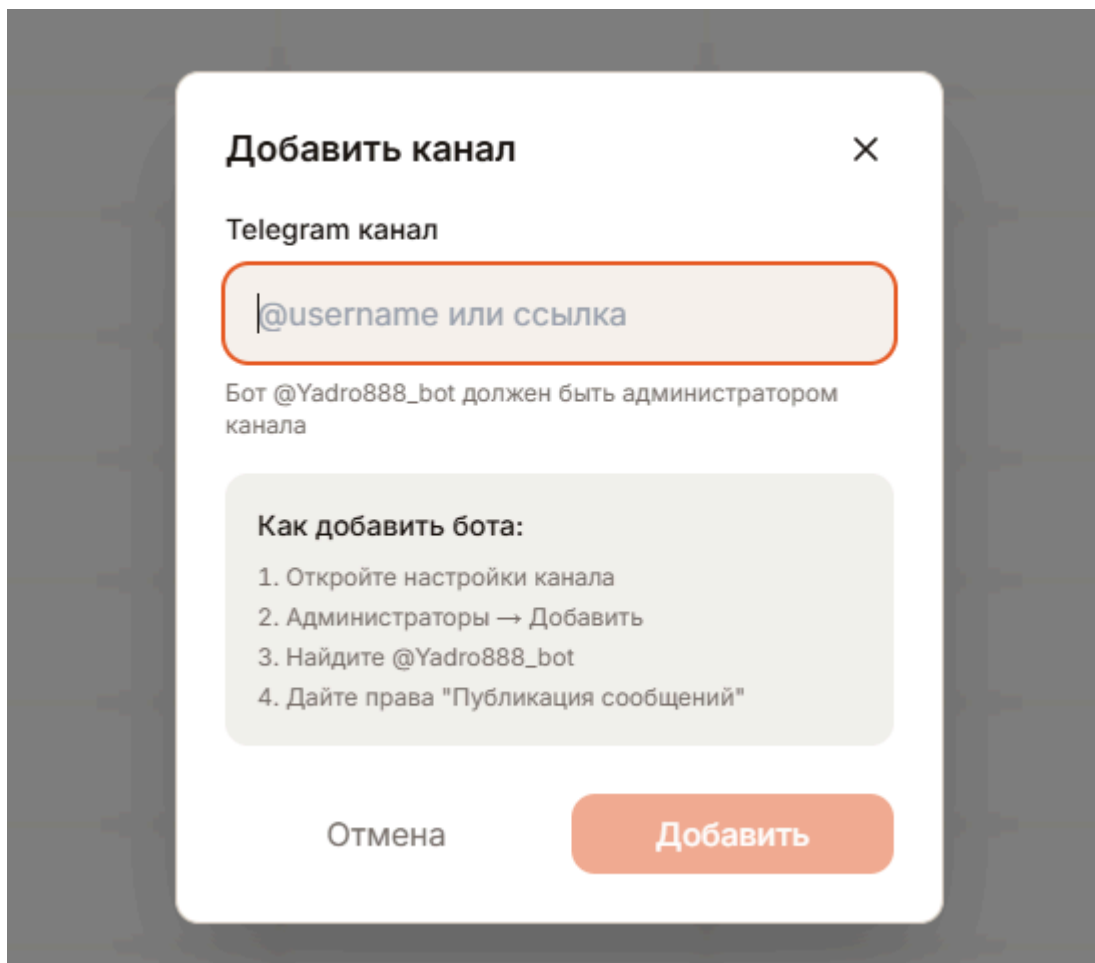 Добавить канал
Telegram канал
@username или ссылка
Бот @Yadro888_bot должен быть администратором
канала
Как добавить бота:
1. Откройте настройки канала
2. Администраторы → Добавить
3. Найдите @Yadro888_bot
4. Дайте права "Публикация сообщений"
Отмена
Добавить